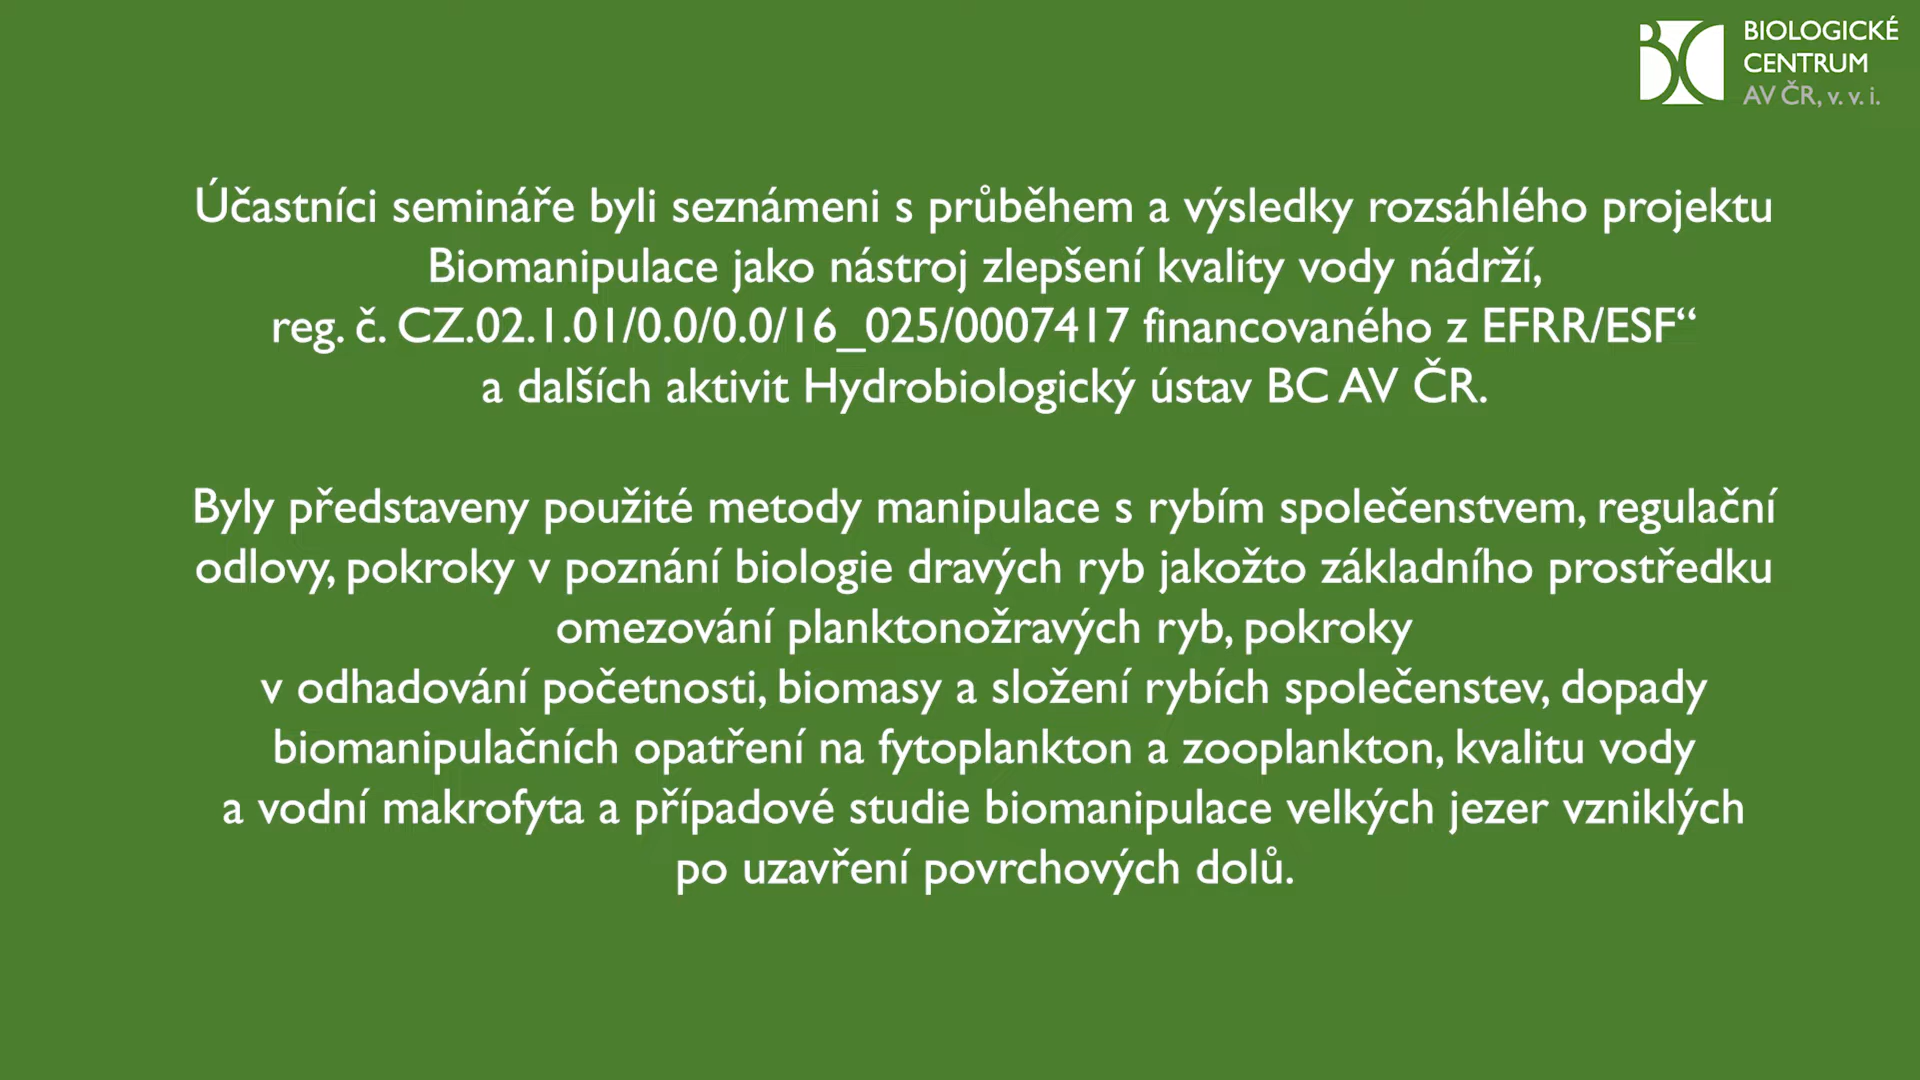 BIOLOGICKÉ
CENTRUM
AV ČR, v. v. i.
Účastníci semináře byli seznámeni s průběhem a výsledky rozsáhlého projektu
Biomanipulace jako nástroj zlepšení kvality vody nádrží,
reg. č. CZ.02.1.01/0.0/0.0/16_025/0007417 financovaného z EFRR/ESF“
a dalších aktivit Hydrobiologický ústav BC AV ČR.
Byly představeny použité metody manipulace s rybím společenstvem, regulační
odlovy, pokroky v poznání biologie dravých ryb jakožto základního prostředku
omezování planktonožravých ryb, pokroky
v odhadování početnosti, biomasy a složení rybích společenstev, dopady
biomanipulačních opatření na fytoplankton a zooplankton, kvalitu vody
a vodní makrofyta a případové studie biomanipulace velkých jezer vzniklých
po uzavření povrchových dolů.